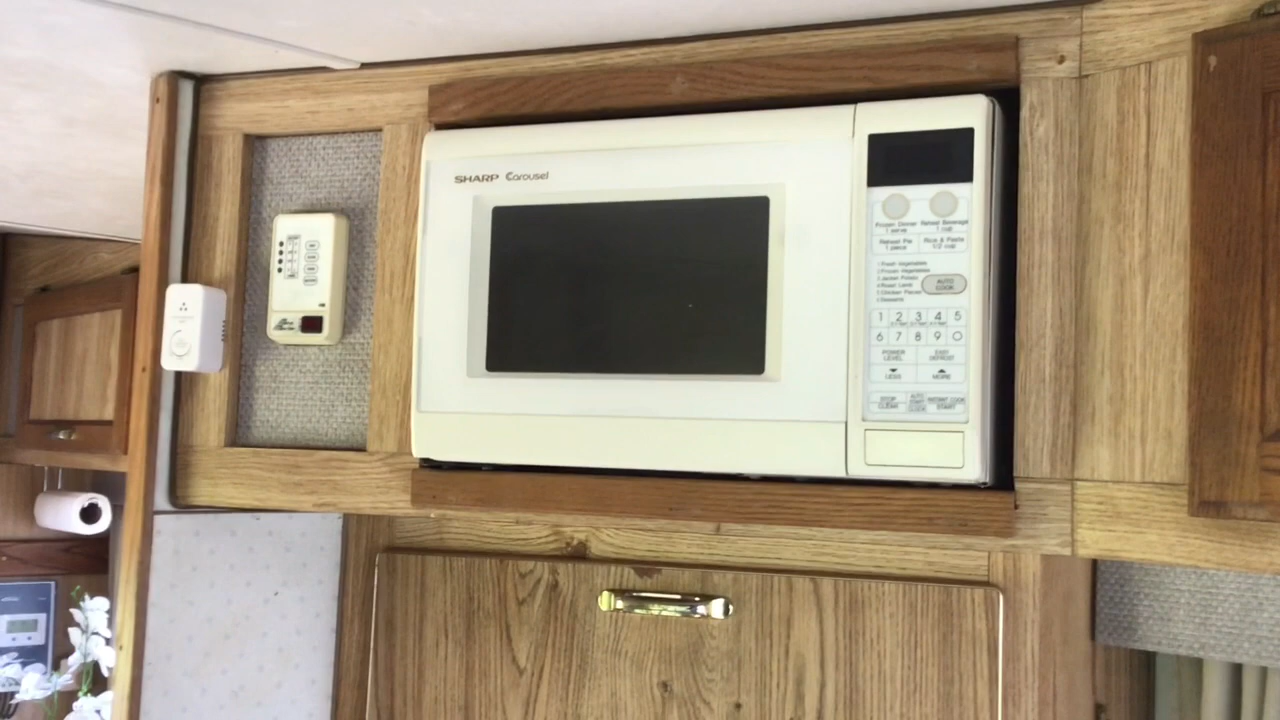 SHARP Carousel
Frozen Dinner
1 serve
Reheat Beverage
1 cup
Reheat Pie
1 piece
Rice & Pasta
1/2 cup
1 Fresh Vegetables
2 Frozen Vegetables
3 Jacket Potato
4 Roast Lamb
5 Chicken Pieces
6 Desserts
AUTO
COOK
1 2 3 4 5
6 7 8 9 0
POWER
LEVEL
EASY
DEFROST
LESS
MORE
STOP
CLEAR
AUTO
START
CLOCK
INSTANT COOK
START